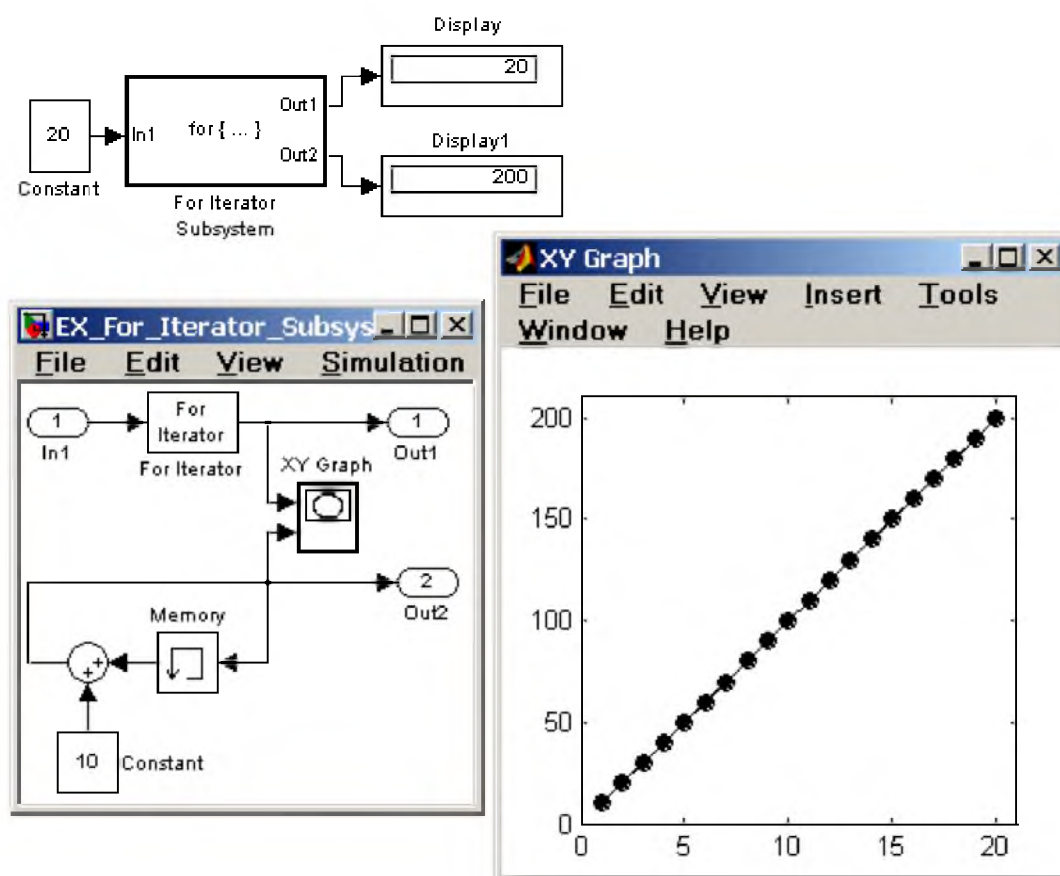 Display
20
20
In1
for { ... }
Out1
Out2
Constant
For Iterator
Subsystem
Display1
200
EX_For_Iterator_Subsys
File Edit View Simulation
1
In1
For
Iterator
For Iterator
1
Out1
XY Graph
2
Out2
Memory
+
+
10
Constant
XY Graph
File Edit View Insert Tools
Window Help
200
150
100
50
0
0 5 10 15 20